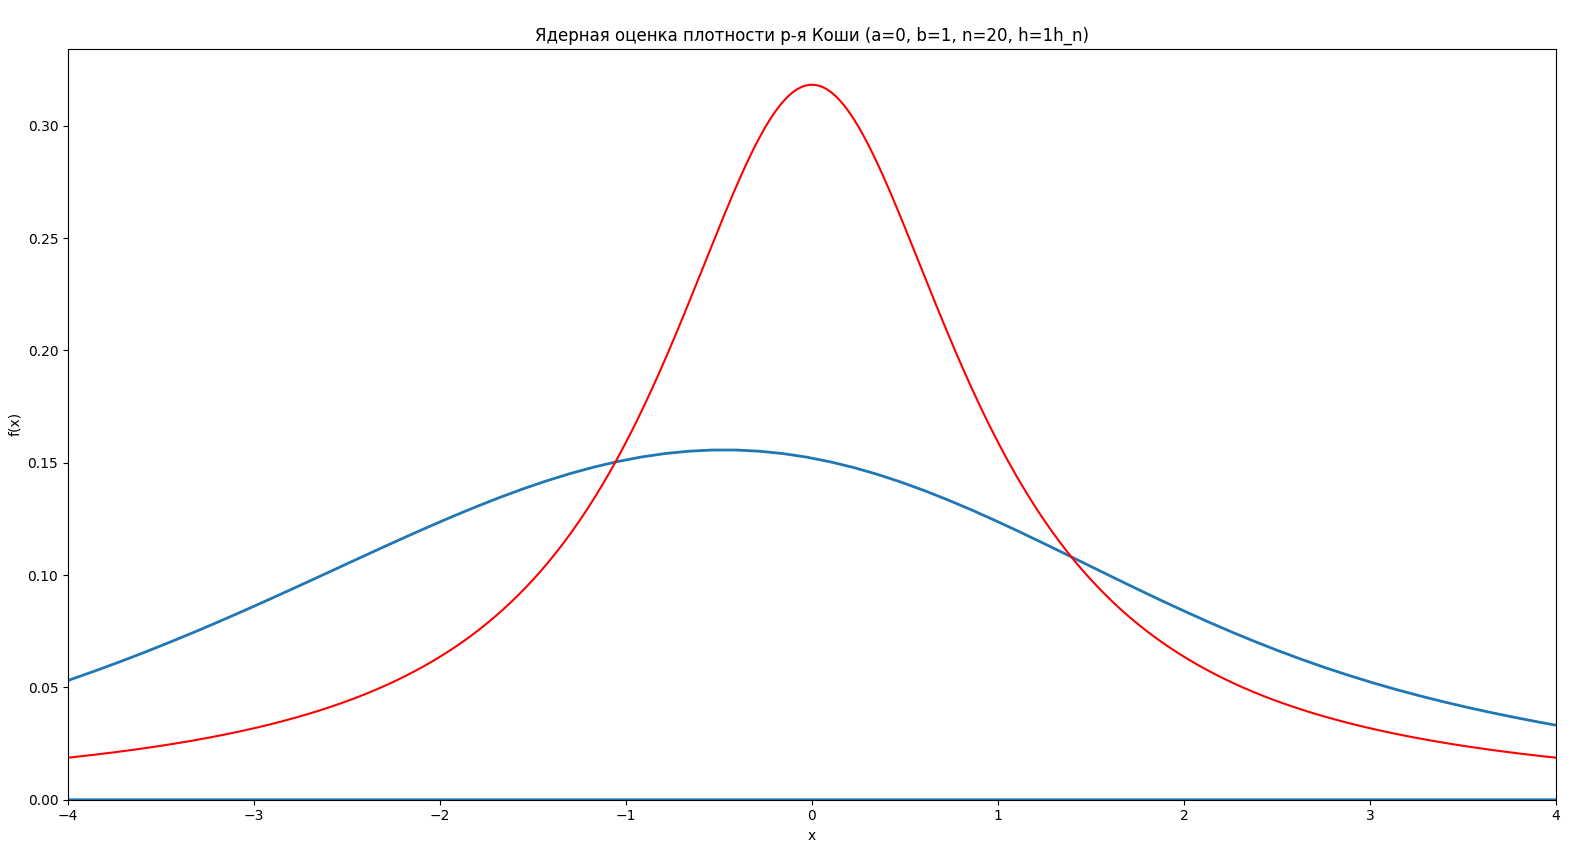 Ядерная оценка плотности р-я Коши (a=0, b=1, n=20, h=1h_n)
0.30
0.25
0.20
0.15
0.10
0.05
0.00
f(x)
−4 −3 −2 −1 0 1 2 3 4
x